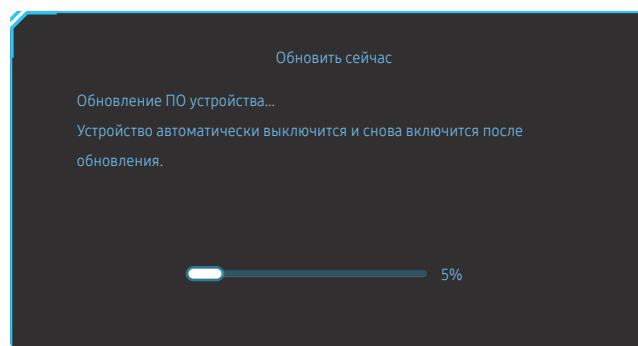 Обновить сейчас
Обновление ПО устройства...
Устройство автоматически выключится и снова включится после
обновления.
5%